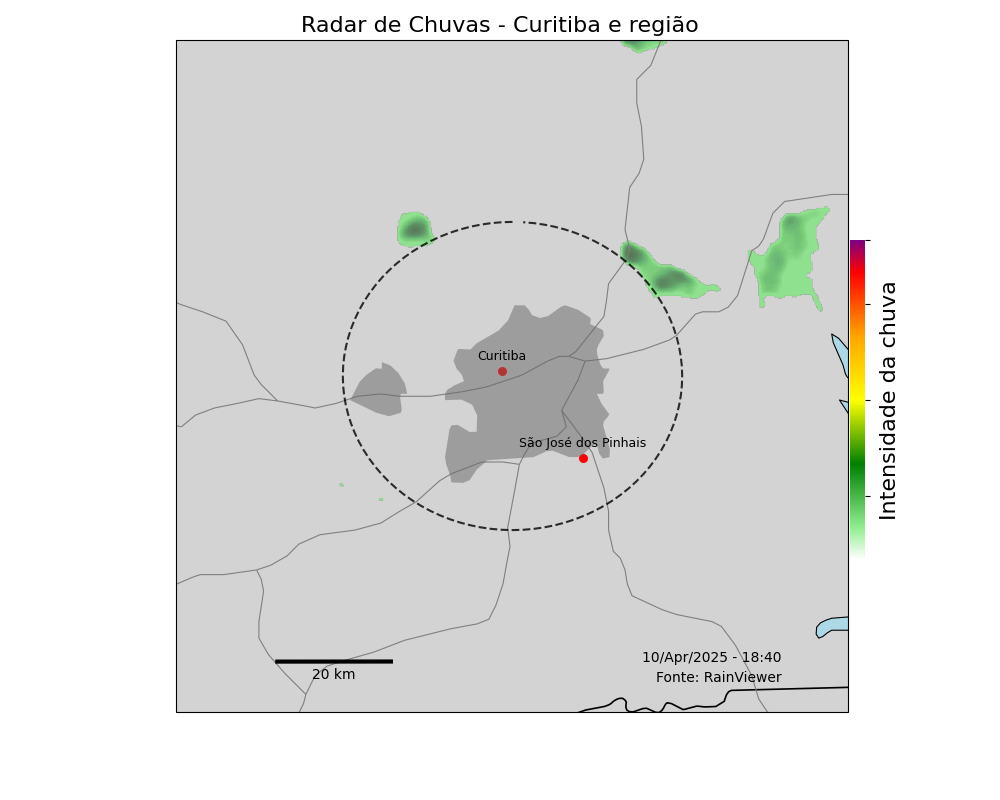 Radar de Chuvas - Curitiba e região
Curitiba
São José dos Pinhais
Intensidade da chuva
10/Apr/2025 - 18:40
20 km
Fonte: RainViewer